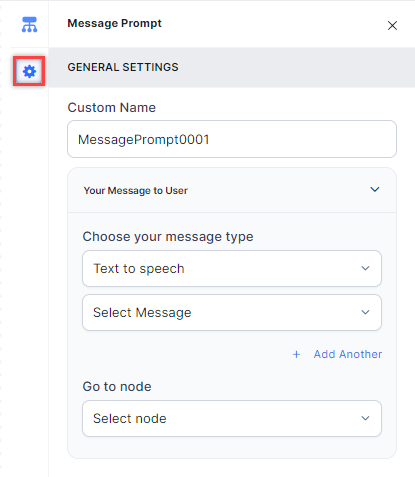 Message Prompt
GENERAL SETTINGS
Custom Name
MessagePrompt0001
Your Message to User
Choose your message type
Text to speech
Select Message
+ Add Another
Go to node
Select node